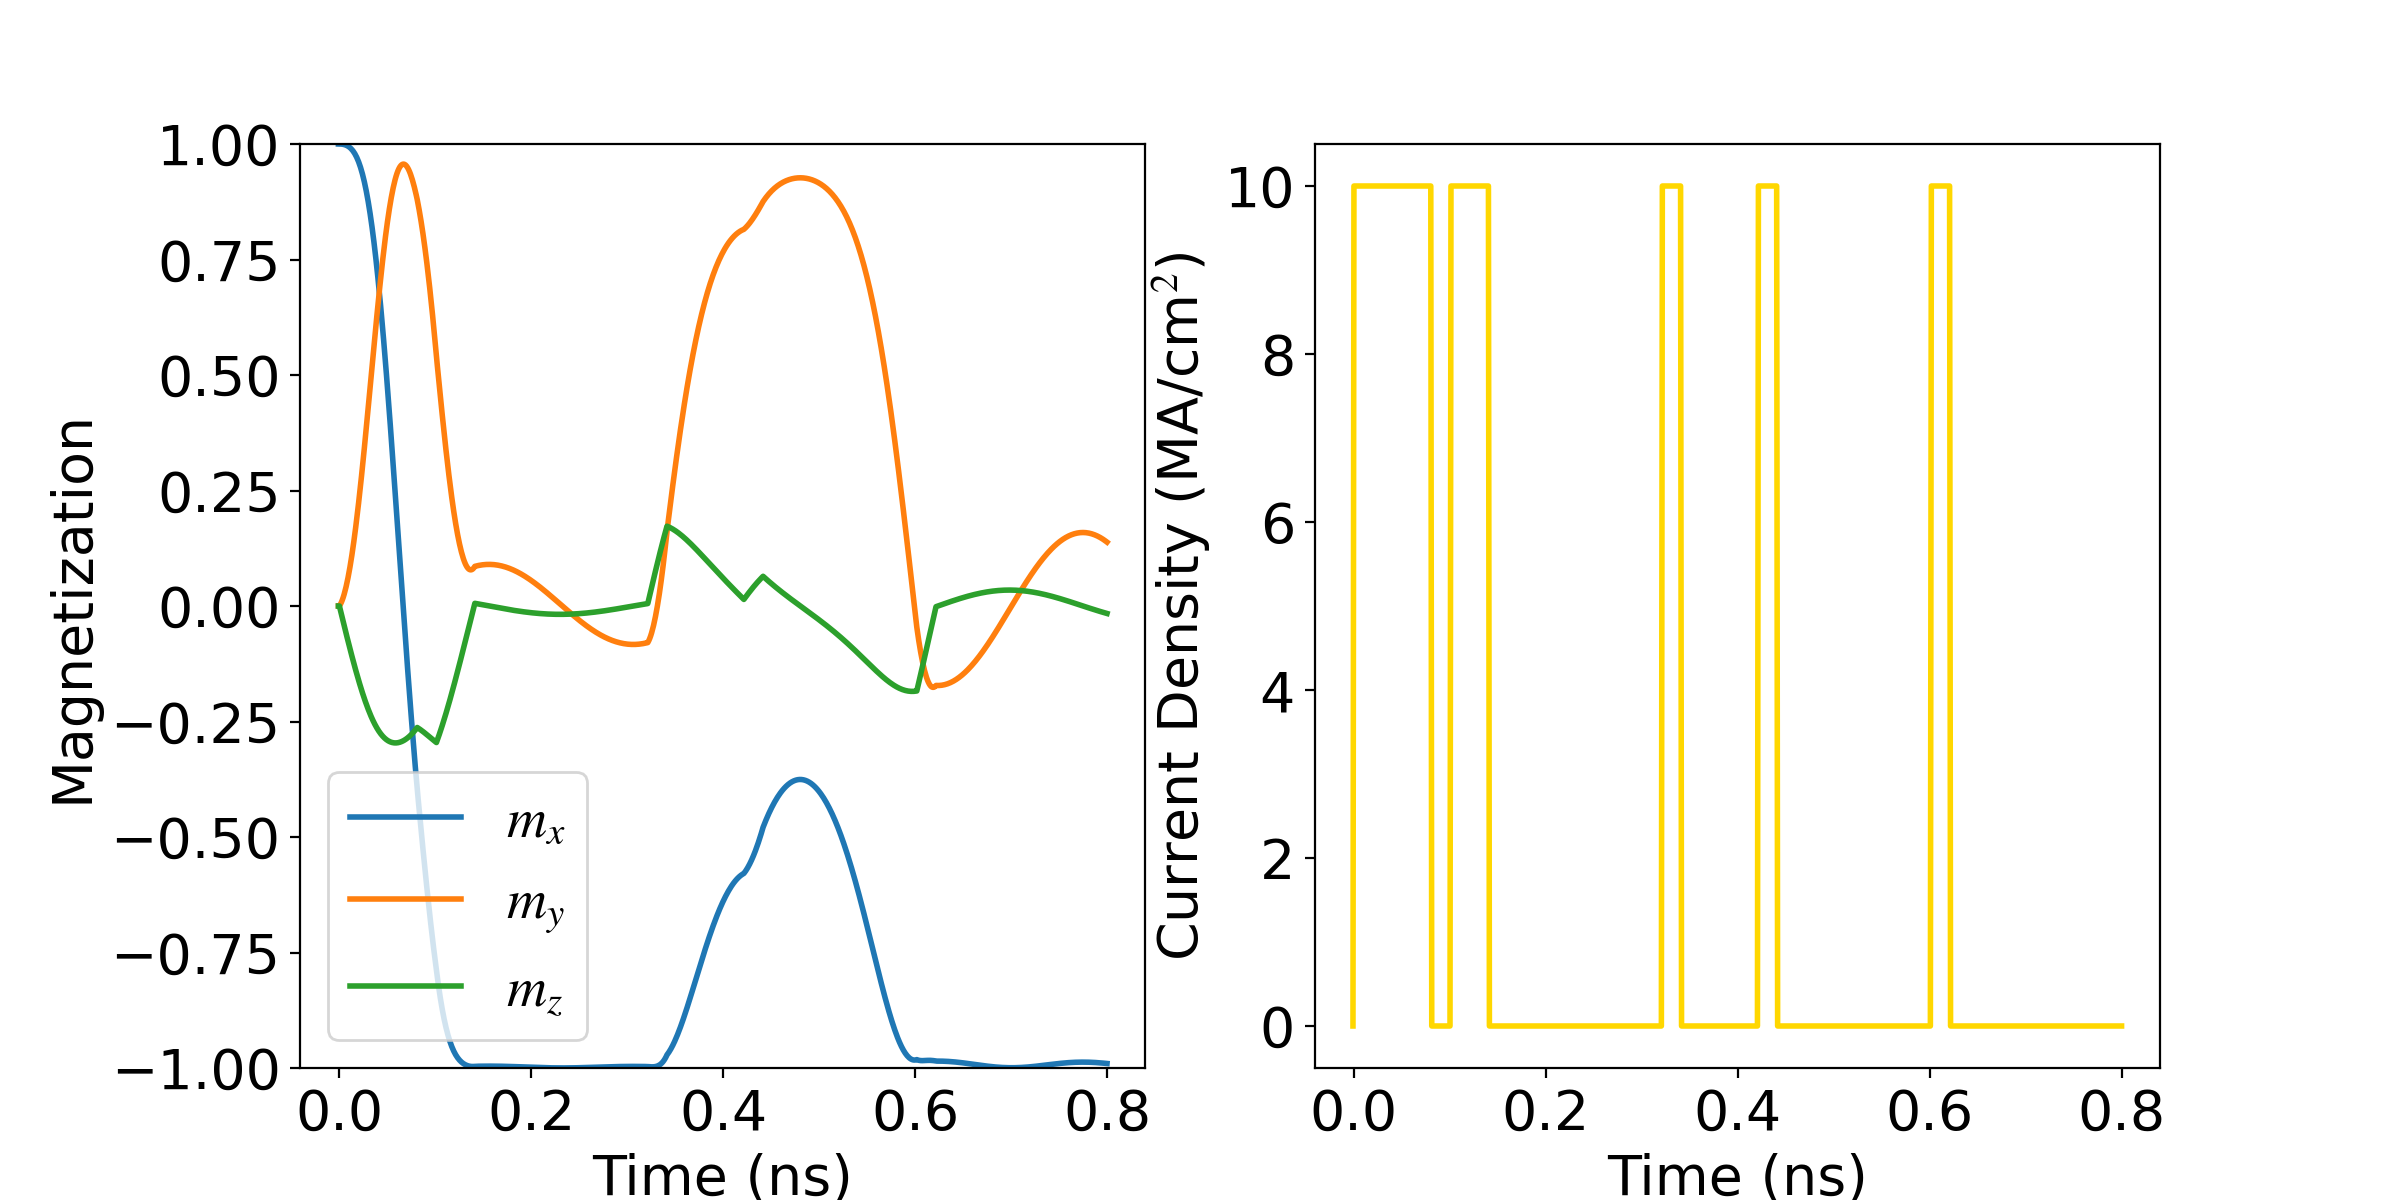 Magnetization
1.00
0.75
0.50
0.25
0.00
−0.25
−0.50
−0.75
−1.00
m_x
m_y
m_z
0.0 0.2 0.4 0.6 0.8
Time (ns)
Current Density (MA/cm²)
10
8
6
4
2
0
0.0 0.2 0.4 0.6 0.8
Time (ns)